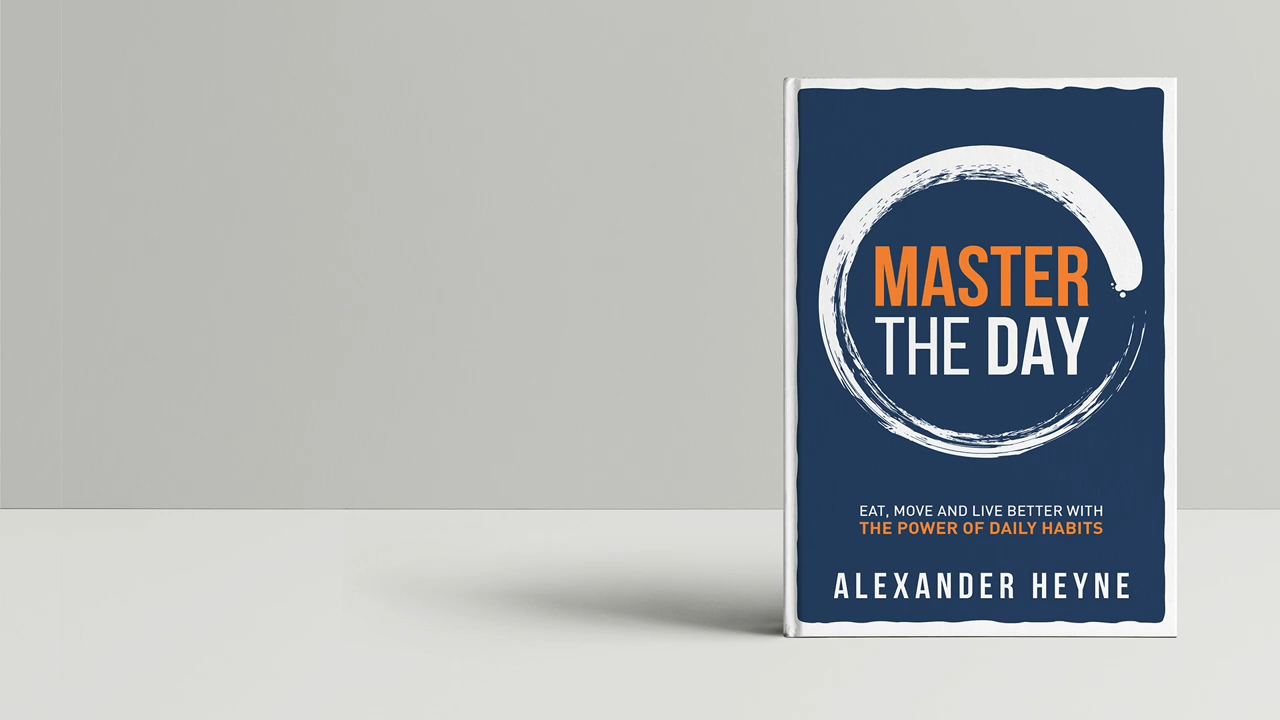 MASTER
THE DAY
EAT, MOVE AND LIVE BETTER WITH
THE POWER OF DAILY HABITS
ALEXANDER HEYNE